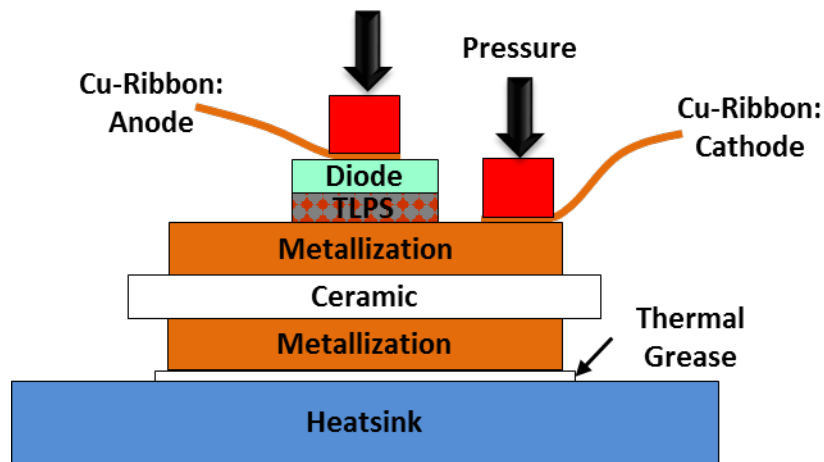 Pressure
Cu-Ribbon:
Anode
Cu-Ribbon:
Cathode
Diode
TLPS
Metallization
Ceramic
Metallization
Thermal
Grease
Heatsink